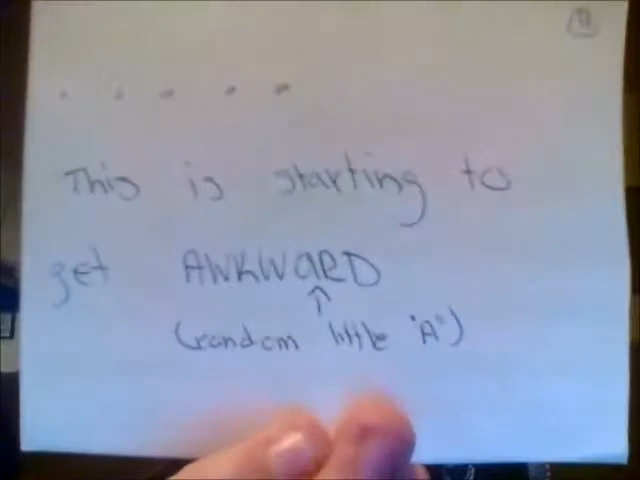 .....
This is starting to
get AWKWaRD
↑
(random little "A")